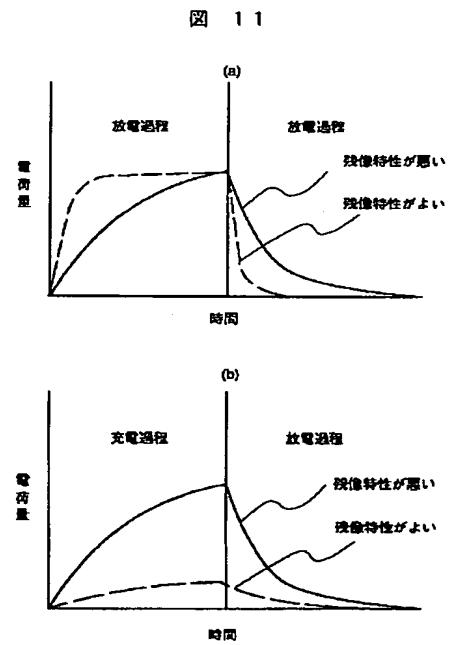 図 11
(a)
放電過程 放電過程
残像特性が悪い
電荷量
残像特性がよい
時間
(b)
充電過程 放電過程
残像特性が悪い
電荷量
残像特性がよい
時間